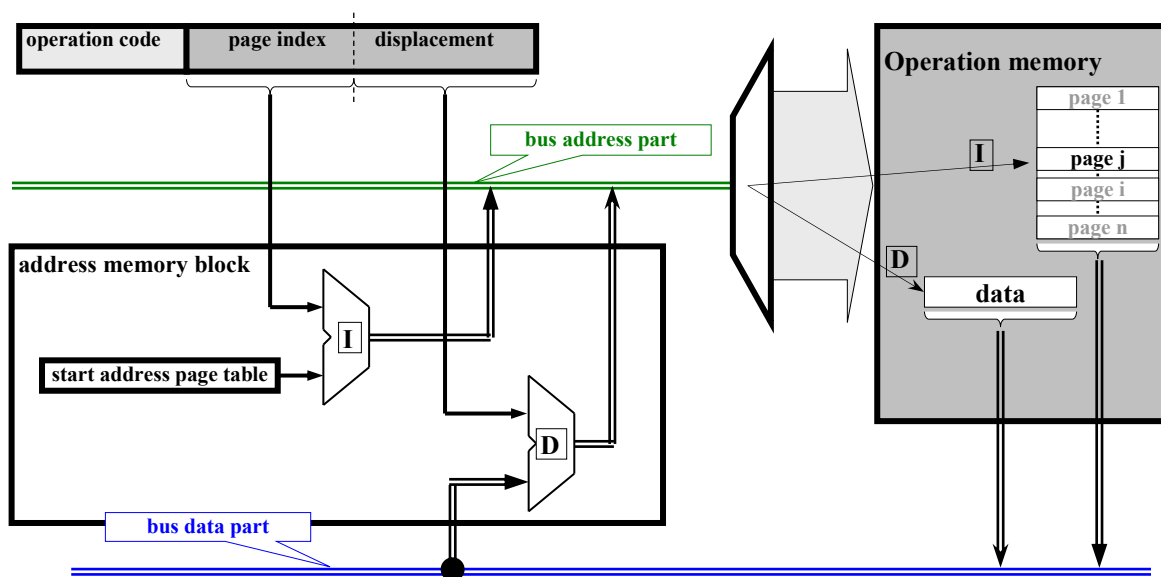 operation code
page index
displacement
Operation memory
page 1
bus address part
I
page j
page i
page n
address memory block
D
data
I
start address page table
D
bus data part